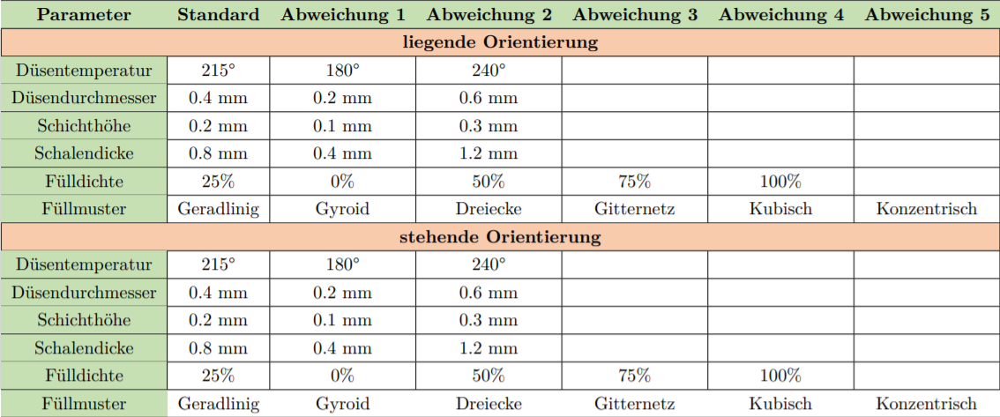 Parameter Standard Abweichung 1 Abweichung 2 Abweichung 3 Abweichung 4 Abweichung 5
liegende Orientierung
Düsentemperatur 215° 180° 240°
Düsendurchmesser 0.4 mm 0.2 mm 0.6 mm
Schichthöhe 0.2 mm 0.1 mm 0.3 mm
Schalendicke 0.8 mm 0.4 mm 1.2 mm
Fülldichte 25% 0% 50% 75% 100%
Füllmuster Geradlinig Gyroid Dreiecke Gitternetz Kubisch Konzentrisch
stehende Orientierung
Düsentemperatur 215° 180° 240°
Düsendurchmesser 0.4 mm 0.2 mm 0.6 mm
Schichthöhe 0.2 mm 0.1 mm 0.3 mm
Schalendicke 0.8 mm 0.4 mm 1.2 mm
Fülldichte 25% 0% 50% 75% 100%
Füllmuster Geradlinig Gyroid Dreiecke Gitternetz Kubisch Konzentrisch